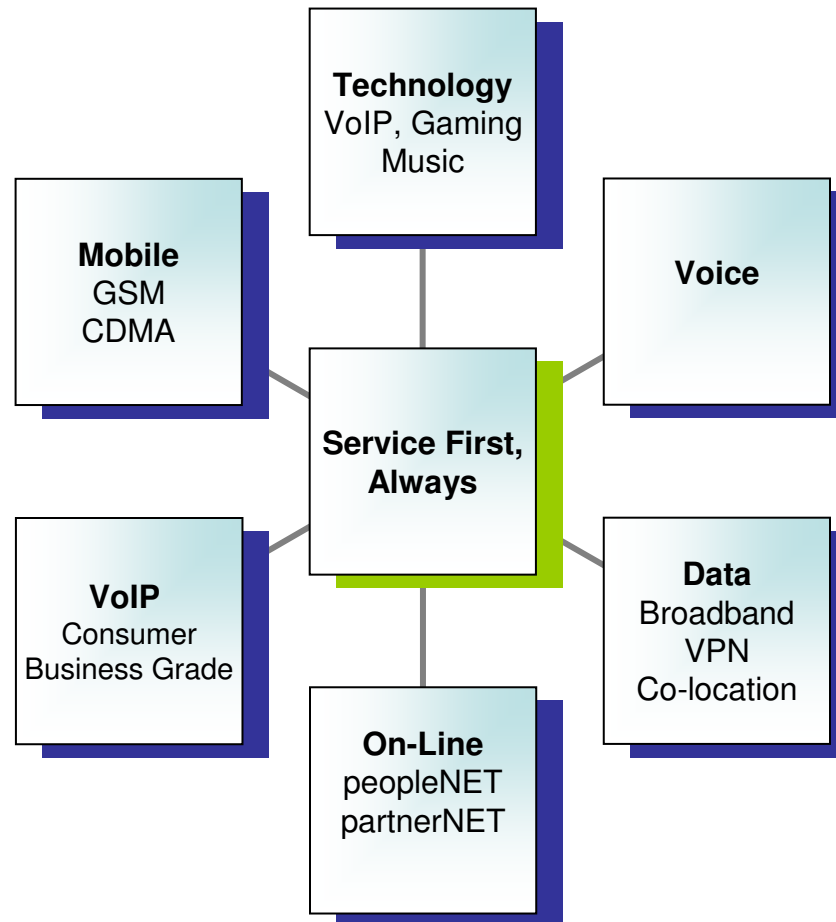 Technology
VoIP, Gaming
Music
Mobile
GSM
CDMA
Voice
Service First,
Always
VoIP
Consumer
Business Grade
Data
Broadband
VPN
Co-location
On-Line
peopleNET
partnerNET